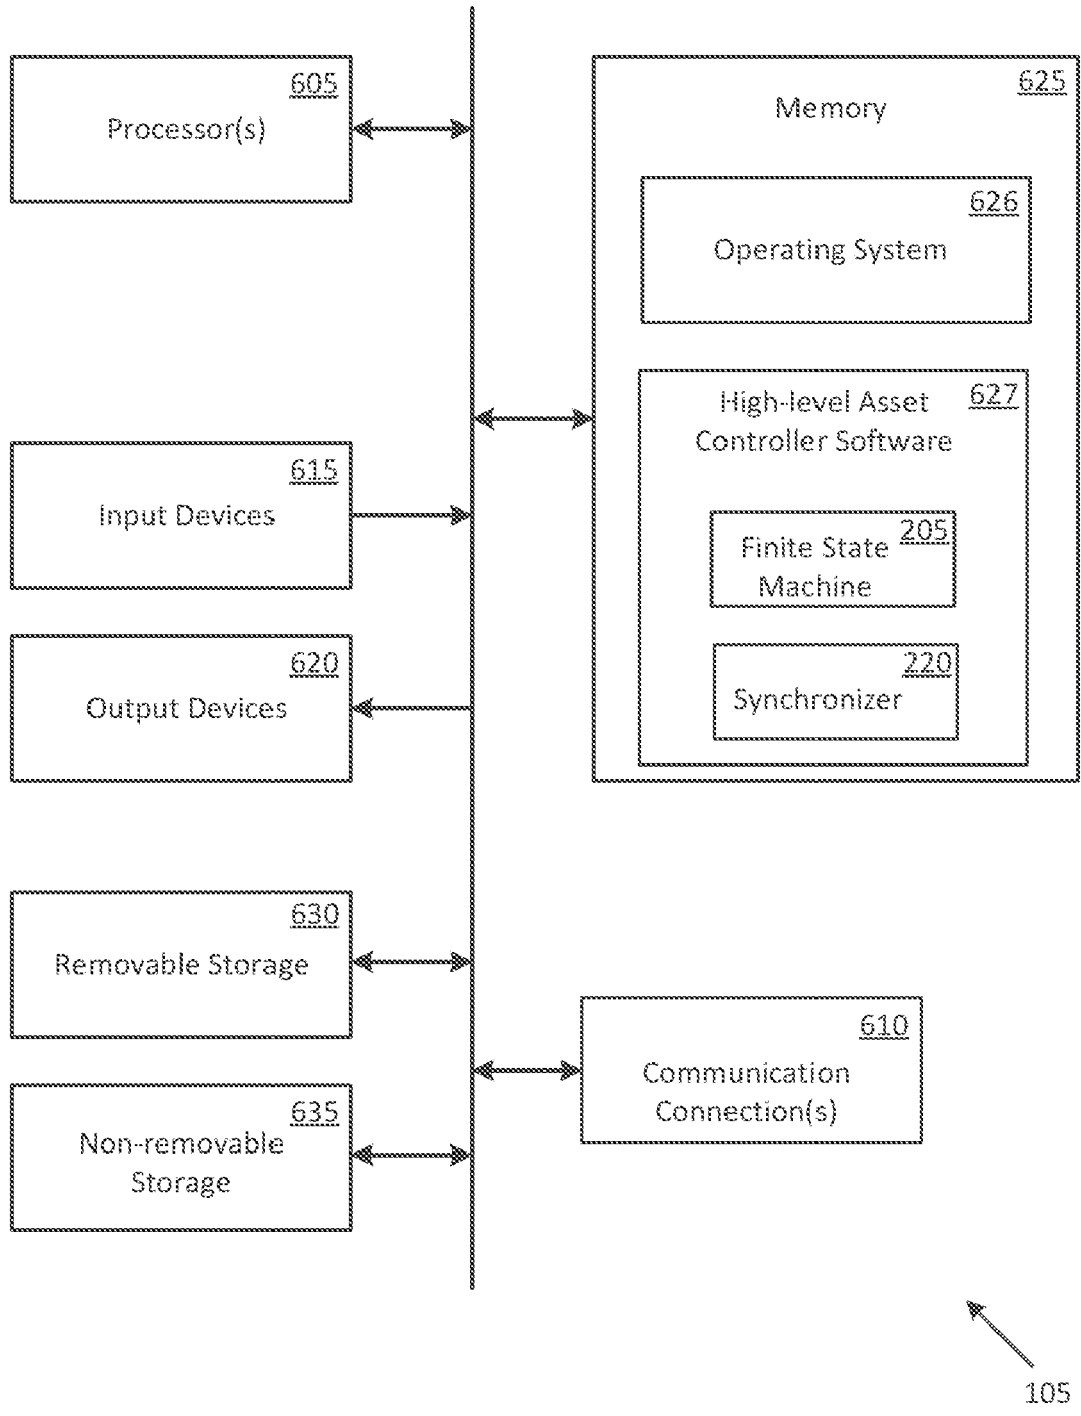 605
Processor(s)
625
Memory
626
Operating System
627
High-level Asset
Controller Software
205
Finite State
Machine
220
Synchronizer
615
Input Devices
620
Output Devices
630
Removable Storage
635
Non-removable
Storage
610
Communication
Connection(s)
105